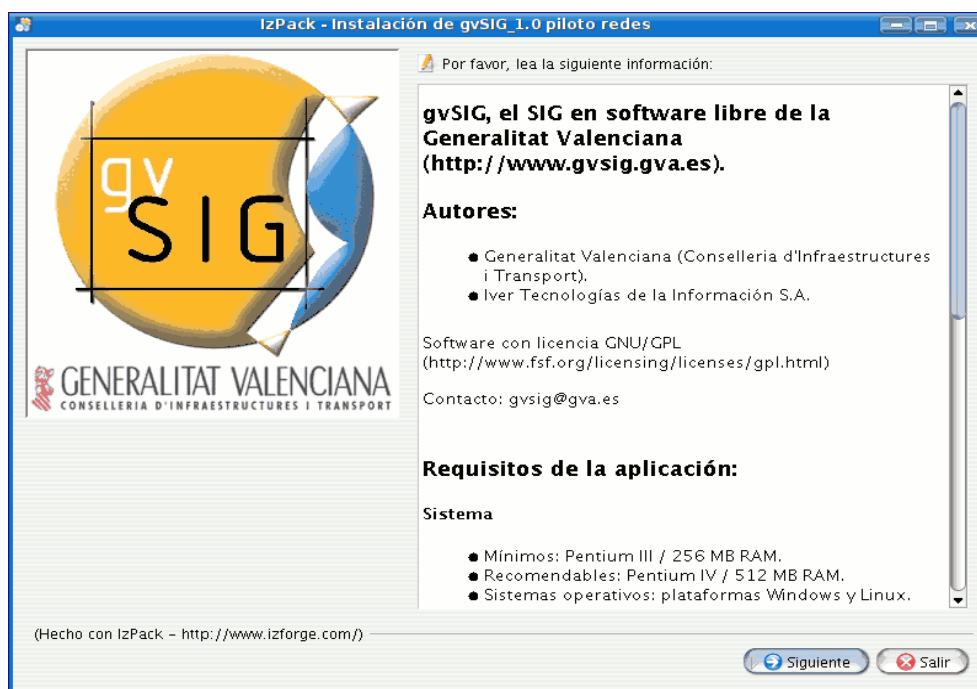 IzPack - Instalación de gvSIG_1.0 piloto redes
gv
SIG
GENERALITAT VALENCIANA
CONSELLERIA D'INFRAESTRUCTURES I TRANSPORT
Por favor, lea la siguiente información:
gvSIG, el SIG en software libre de la
Generalitat Valenciana
(http://www.gvsig.gva.es).
Autores:
Generalitat Valenciana (Conselleria d'Infraestructures
i Transport).
Iver Tecnologías de la Información S.A.
Software con licencia GNU/GPL
(http://www.fsf.org/licensing/licenses/gpl.html)
Contacto: gvsig@gva.es
Requisitos de la aplicación:
Sistema
Mínimos: Pentium III / 256 MB RAM.
Recomendables: Pentium IV / 512 MB RAM.
Sistemas operativos: plataformas Windows y Linux.
(Hecho con IzPack - http://www.izforge.com/)
Siguiente
Salir